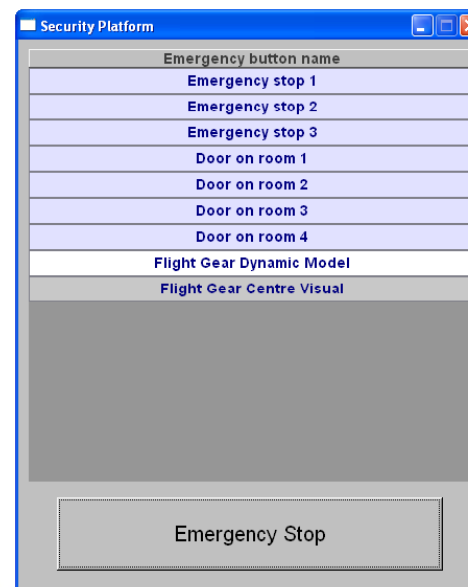 Security Platform
Emergency button name
Emergency stop 1
Emergency stop 2
Emergency stop 3
Door on room 1
Door on room 2
Door on room 3
Door on room 4
Flight Gear Dynamic Model
Flight Gear Centre Visual
Emergency Stop